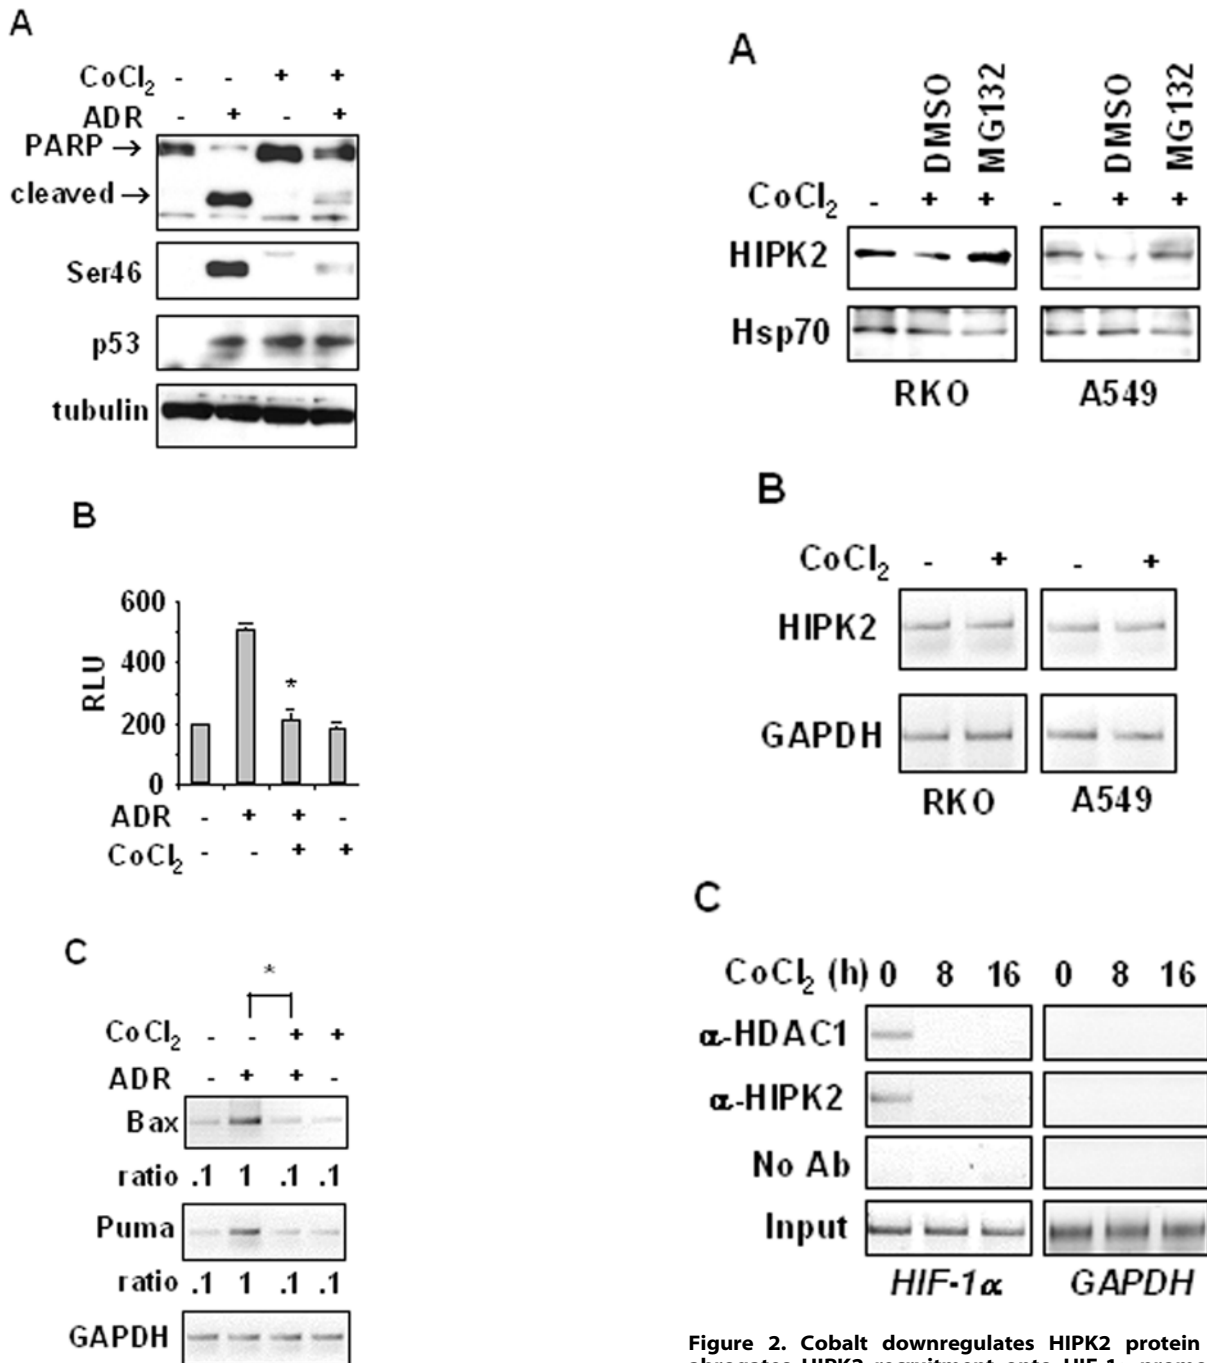 A
CoCl₂ - - + +
ADR - + - +
PARP →
cleaved →
Ser46
p53
tubulin
B
600
400
200
0
RLU
*
ADR - + + -
CoCl₂ - - + +
C
*
CoCl₂ - - + +
ADR - + + -
Bax
ratio .1 1 .1 .1
Puma
ratio .1 1 .1 .1
GAPDH
A
DMSO MG132 DMSO MG132
CoCl₂ - + + - + +
HIPK2
Hsp70
RKO A549
B
CoCl₂ - + - +
HIPK2
GAPDH
RKO A549
C
CoCl₂ (h) 0 8 16 0 8 16
α-HDAC1
α-HIPK2
No Ab
Input
HIF-1α GAPDH
Figure 2. Cobalt downregulates HIPK2 protein